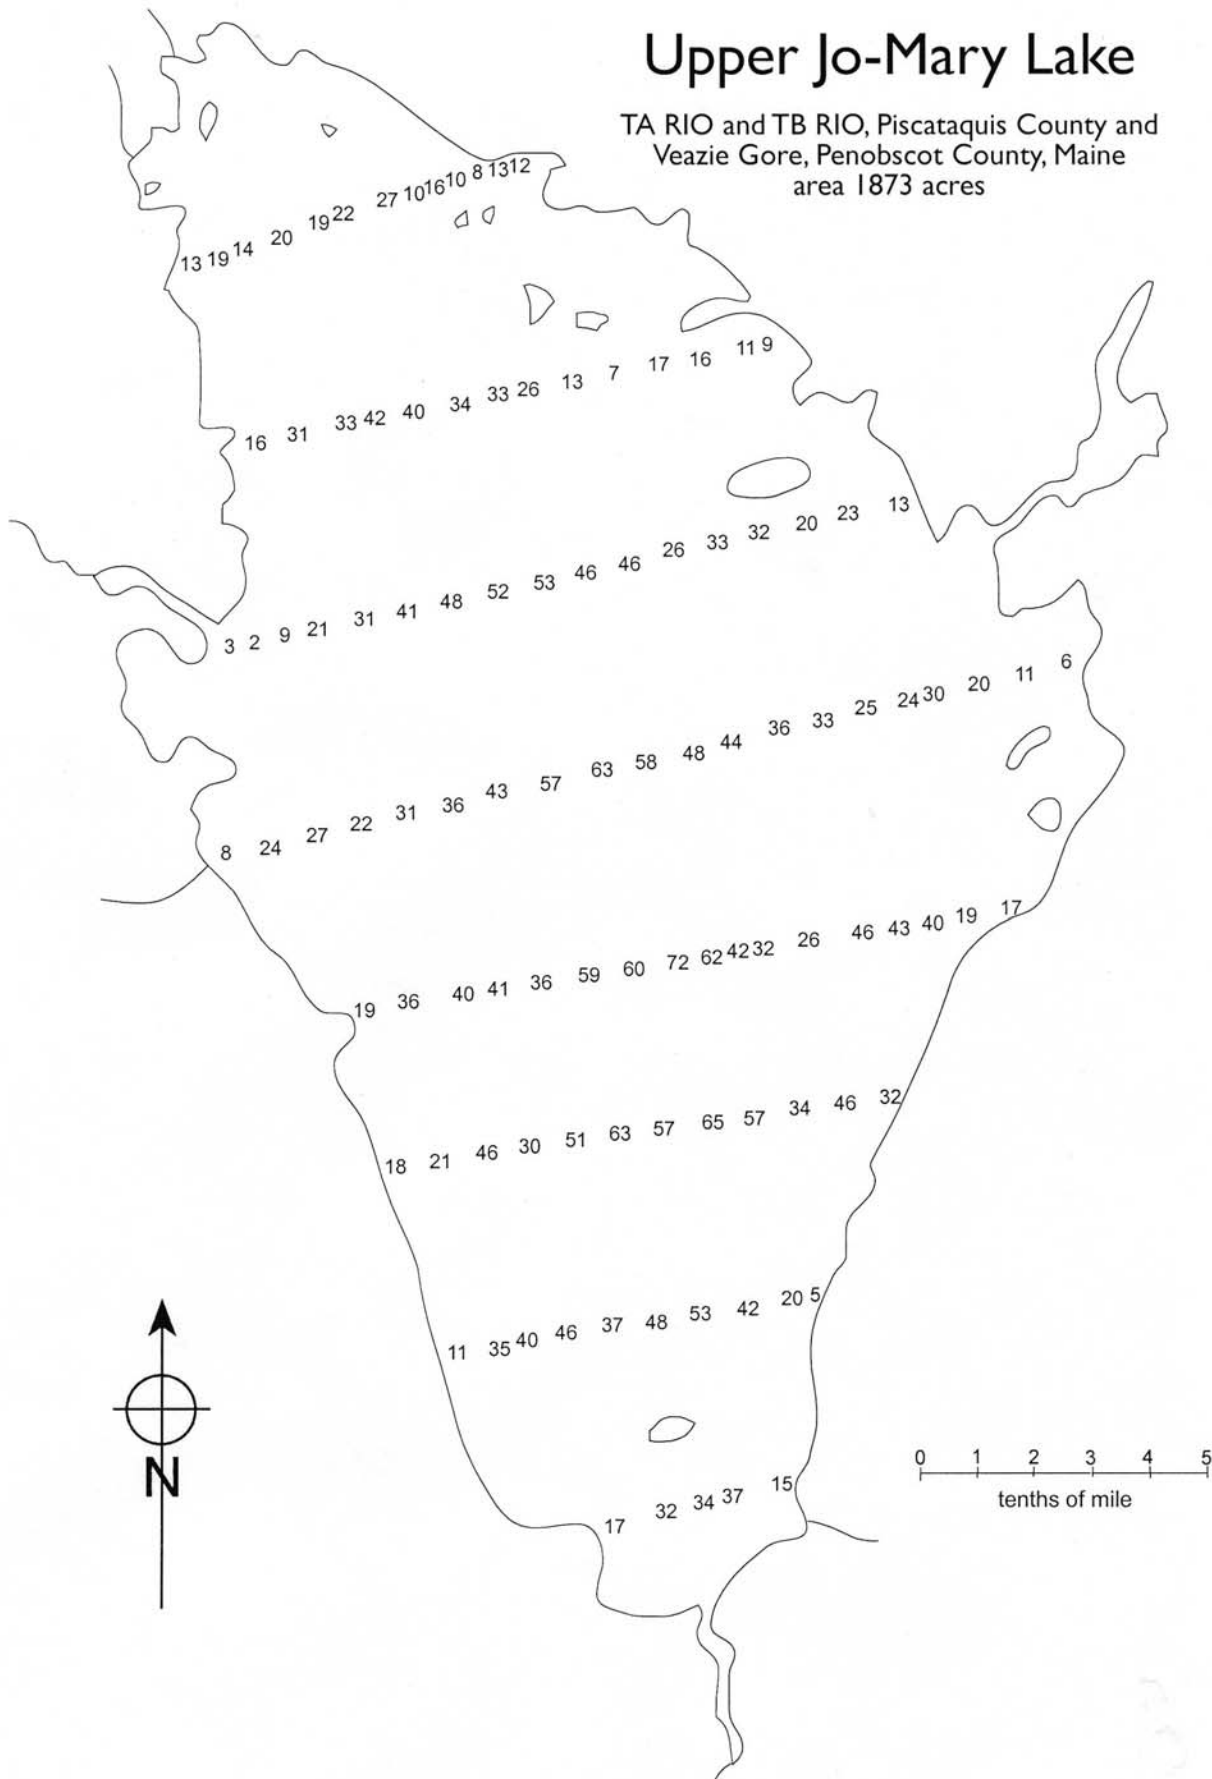 Upper Jo-Mary Lake
TA RIO and TB RIO, Piscataquis County and
Veazie Gore, Penobscot County, Maine
area 1873 acres
13 19 14 20 19 22 27 10 16 10 8 13 12
16 31 33 42 40 34 33 26 13 7 17 16 11 9
3 2 9 21 31 41 48 52 53 46 46 26 33 32 20 23 13
8 24 27 22 31 36 43 57 63 58 48 44 36 33 25 24 30 20 11 6
19 36 40 41 36 59 60 72 62 42 32 26 46 43 40 19 17
18 21 46 30 51 63 57 65 57 34 46 32
11 35 40 46 37 48 53 42 20 5
17 32 34 37 15
N
0 1 2 3 4 5
tenths of mile